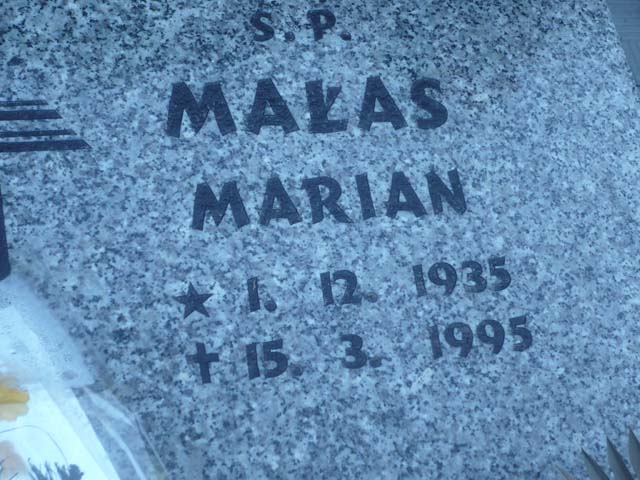 S.P.
MAŁAS
MARIAN
★ 1. 12. 1935
✝ 15. 3. 1995